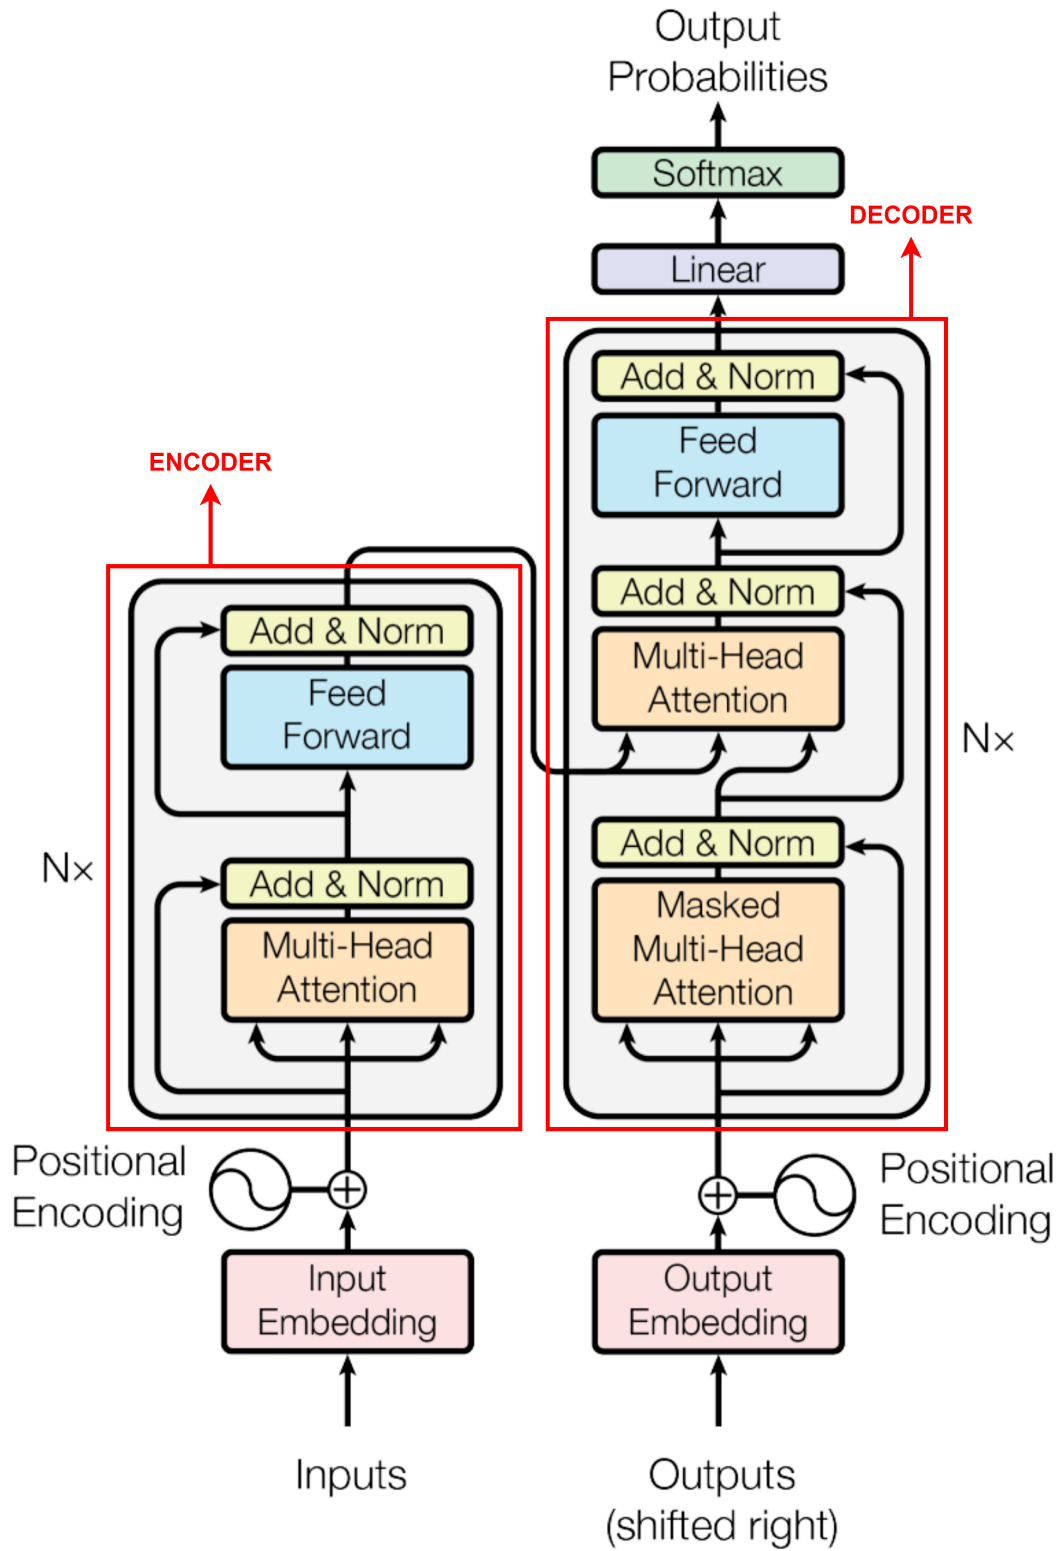 Output
Probabilities
Softmax
DECODER
Linear
Add & Norm
Feed
Forward
ENCODER
Add & Norm
Multi-Head
Attention
Add & Norm
Feed
Forward
N×
Add & Norm
Masked
Multi-Head
Attention
N×
Add & Norm
Multi-Head
Attention
Positional
Encoding
Positional
Encoding
Input
Embedding
Output
Embedding
Inputs
Outputs
(shifted right)